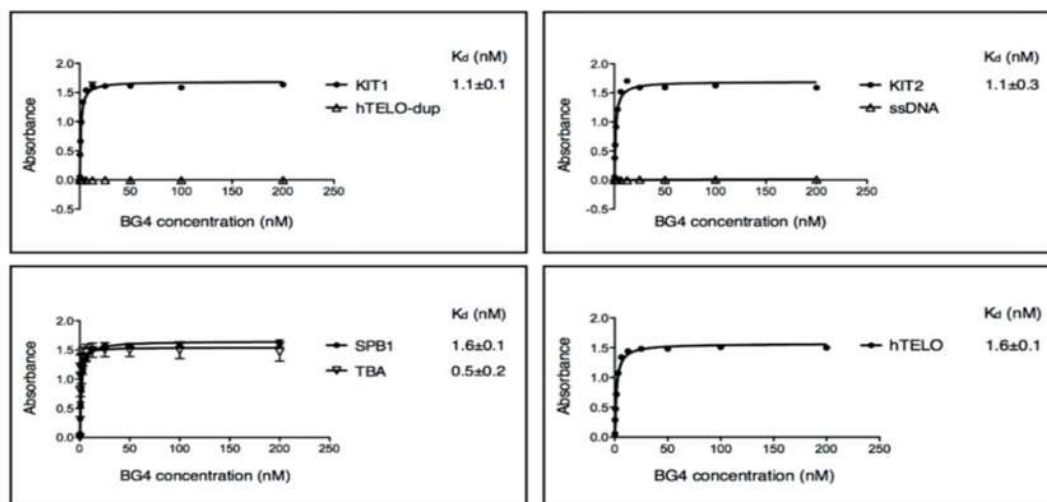 K_d (nM)
2.0
1.5
KIT1 1.1±0.1
1.0
hTELO-dup
0.5
0.0
50 100 150 200 250
-0.5
Absorbance
BG4 concentration (nM)
K_d (nM)
2.0
1.5
KIT2 1.1±0.3
1.0
ssDNA
0.5
0.0
50 100 150 200 250
-0.5
Absorbance
BG4 concentration (nM)
K_d (nM)
2.0
1.5
SPB1 1.6±0.1
1.0
TBA 0.5±0.2
0.5
0.0
0 50 100 150 200 250
Absorbance
BG4 concentration (nM)
K_d (nM)
2.0
1.5
hTELO 1.6±0.1
1.0
0.5
0.0
0 50 100 150 200 250
Absorbance
BG4 concentration (nM)